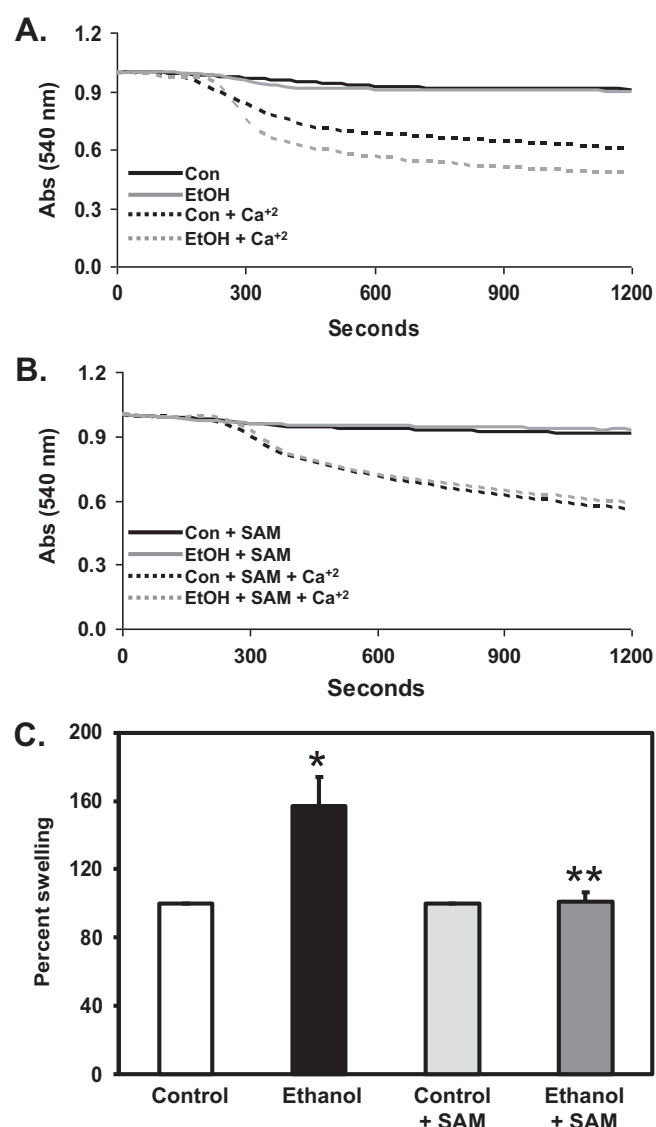 A.
1.2
0.9
0.6
0.3
0.0
Abs (540 nm)
Con
EtOH
Con + Ca+2
EtOH + Ca+2
0 300 600 900 1200
Seconds
B.
1.2
0.9
0.6
0.3
0.0
Abs (540 nm)
Con + SAM
EtOH + SAM
Con + SAM + Ca+2
EtOH + SAM + Ca+2
0 300 600 900 1200
Seconds
C.
200
160
120
80
40
0
Percent swelling
*
**
Control Ethanol Control Ethanol
+ SAM + SAM